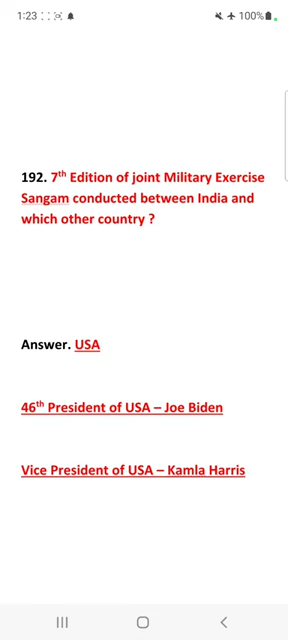 1:23
100%
192. 7th Edition of joint Military Exercise
Sangam conducted between India and
which other country ?
Answer. USA
46th President of USA – Joe Biden
Vice President of USA – Kamla Harris